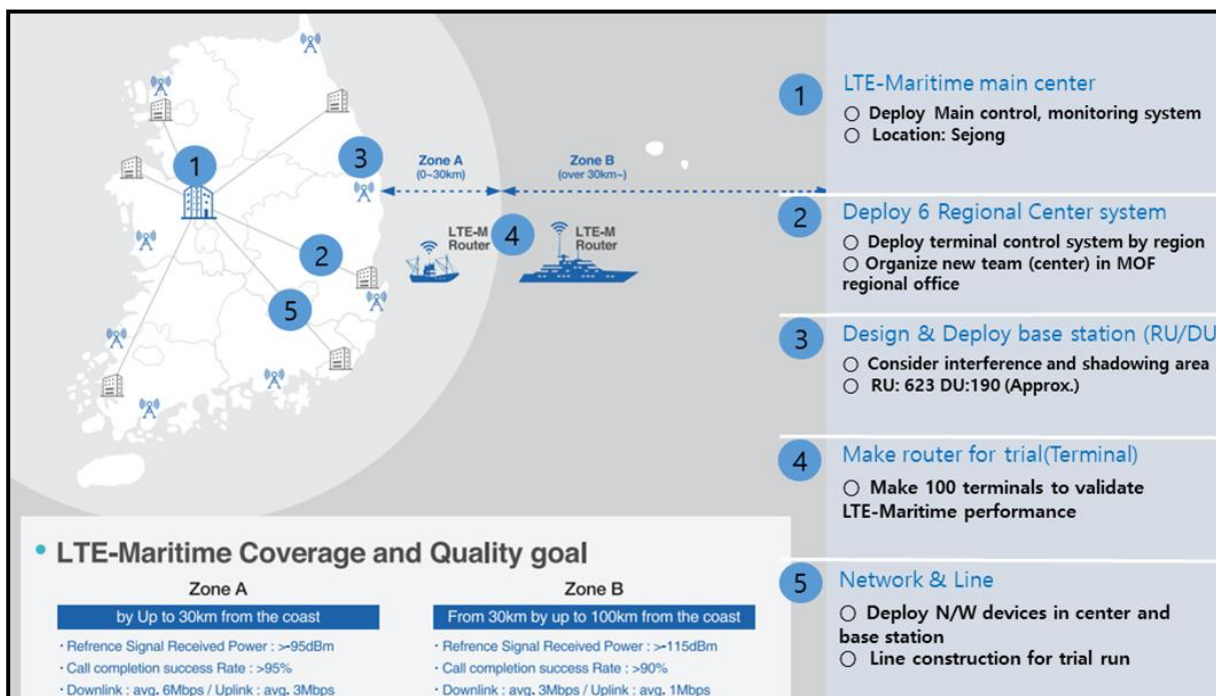 1
LTE-Maritime main center
○ Deploy Main control, monitoring system
○ Location: Sejong
2
Deploy 6 Regional Center system
○ Deploy terminal control system by region
○ Organize new team (center) in MOF
regional office
3
Design & Deploy base station (RU/DU
○ Consider interference and shadowing area
○ RU: 623 DU:190 (Approx.)
4
Make router for trial(Terminal)
○ Make 100 terminals to validate
LTE-Maritime performance
5
Network & Line
○ Deploy N/W devices in center and
base station
○ Line construction for trial run
1
3
2
5
Zone A
(0~30km)
Zone B
(over 30km~)
LTE-M
Router
4
LTE-M
Router
• LTE-Maritime Coverage and Quality goal
Zone A
by Up to 30km from the coast
· Refrence Signal Received Power : >-95dBm
· Call completion success Rate : >95%
· Downlink : avg. 6Mbps / Uplink : avg. 3Mbps
Zone B
From 30km by up to 100km from the coast
· Refrence Signal Received Power : >-115dBm
· Call completion success Rate : >90%
· Downlink : avg. 3Mbps / Uplink : avg. 1Mbps